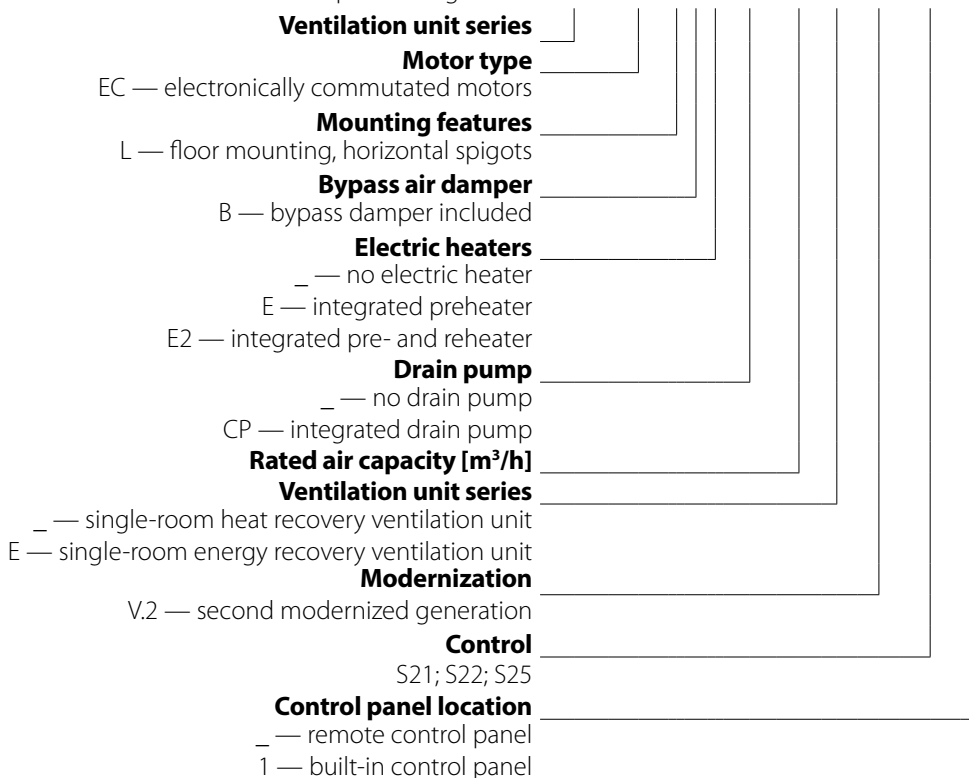 Ventilation unit series
Motor type
EC — electronically commutated motors
Mounting features
L — floor mounting, horizontal spigots
Bypass air damper
B — bypass damper included
Electric heaters
_ — no electric heater
E — integrated preheater
E2 — integrated pre- and reheater
Drain pump
_ — no drain pump
CP — integrated drain pump
Rated air capacity [m³/h]
Ventilation unit series
_ — single-room heat recovery ventilation unit
E — single-room energy recovery ventilation unit
Modernization
V.2 — second modernized generation
Control
S21; S22; S25
Control panel location
_ — remote control panel
1 — built-in control panel